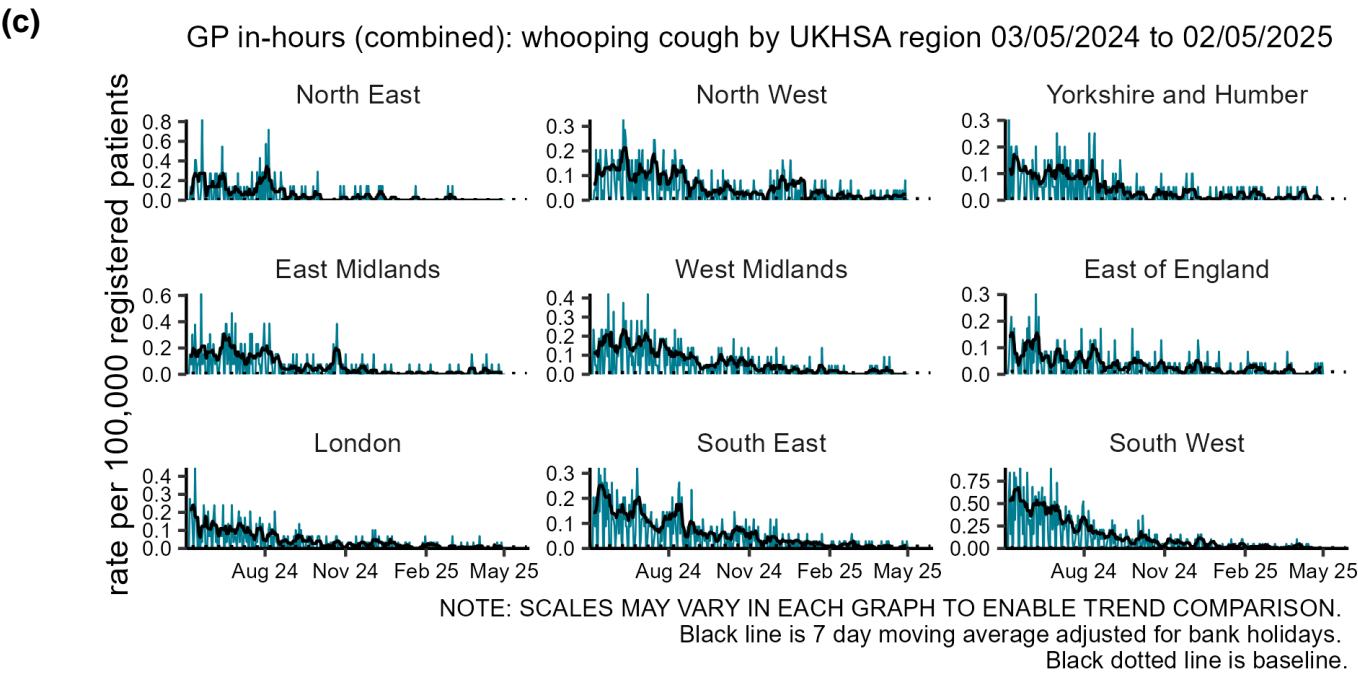 (c)
GP in-hours (combined): whooping cough by UKHSA region 03/05/2024 to 02/05/2025
rate per 100,000 registered patients
North East
0.8
0.6
0.4
0.2
0.0
North West
0.3
0.2
0.1
0.0
Yorkshire and Humber
0.3
0.2
0.1
0.0
East Midlands
0.6
0.4
0.2
0.0
West Midlands
0.4
0.3
0.2
0.1
0.0
East of England
0.3
0.2
0.1
0.0
London
0.4
0.3
0.2
0.1
0.0
Aug 24 Nov 24 Feb 25 May 25
South East
0.3
0.2
0.1
0.0
Aug 24 Nov 24 Feb 25 May 25
South West
0.75
0.50
0.25
0.00
Aug 24 Nov 24 Feb 25 May 25
NOTE: SCALES MAY VARY IN EACH GRAPH TO ENABLE TREND COMPARISON.
Black line is 7 day moving average adjusted for bank holidays.
Black dotted line is baseline.